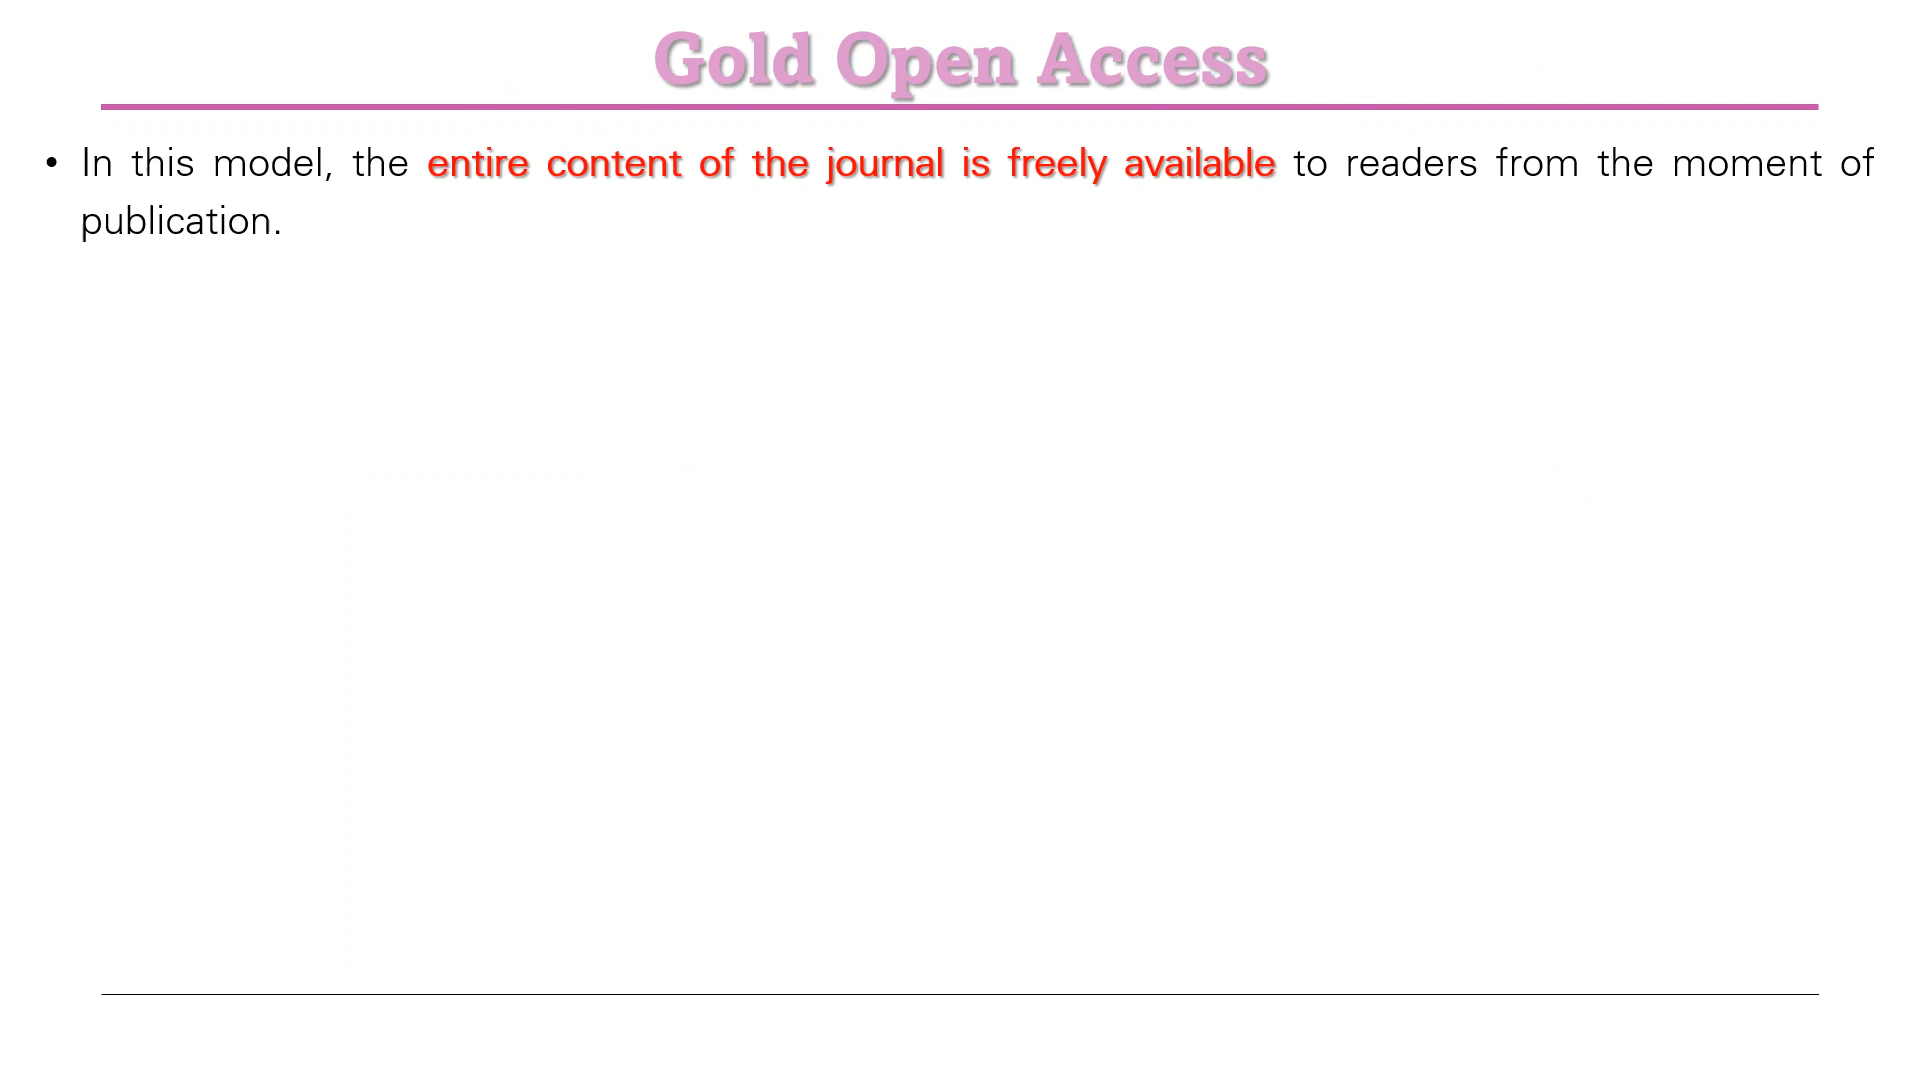 Gold Open Access
• In this model, the entire content of the journal is freely available to readers from the moment of
publication.